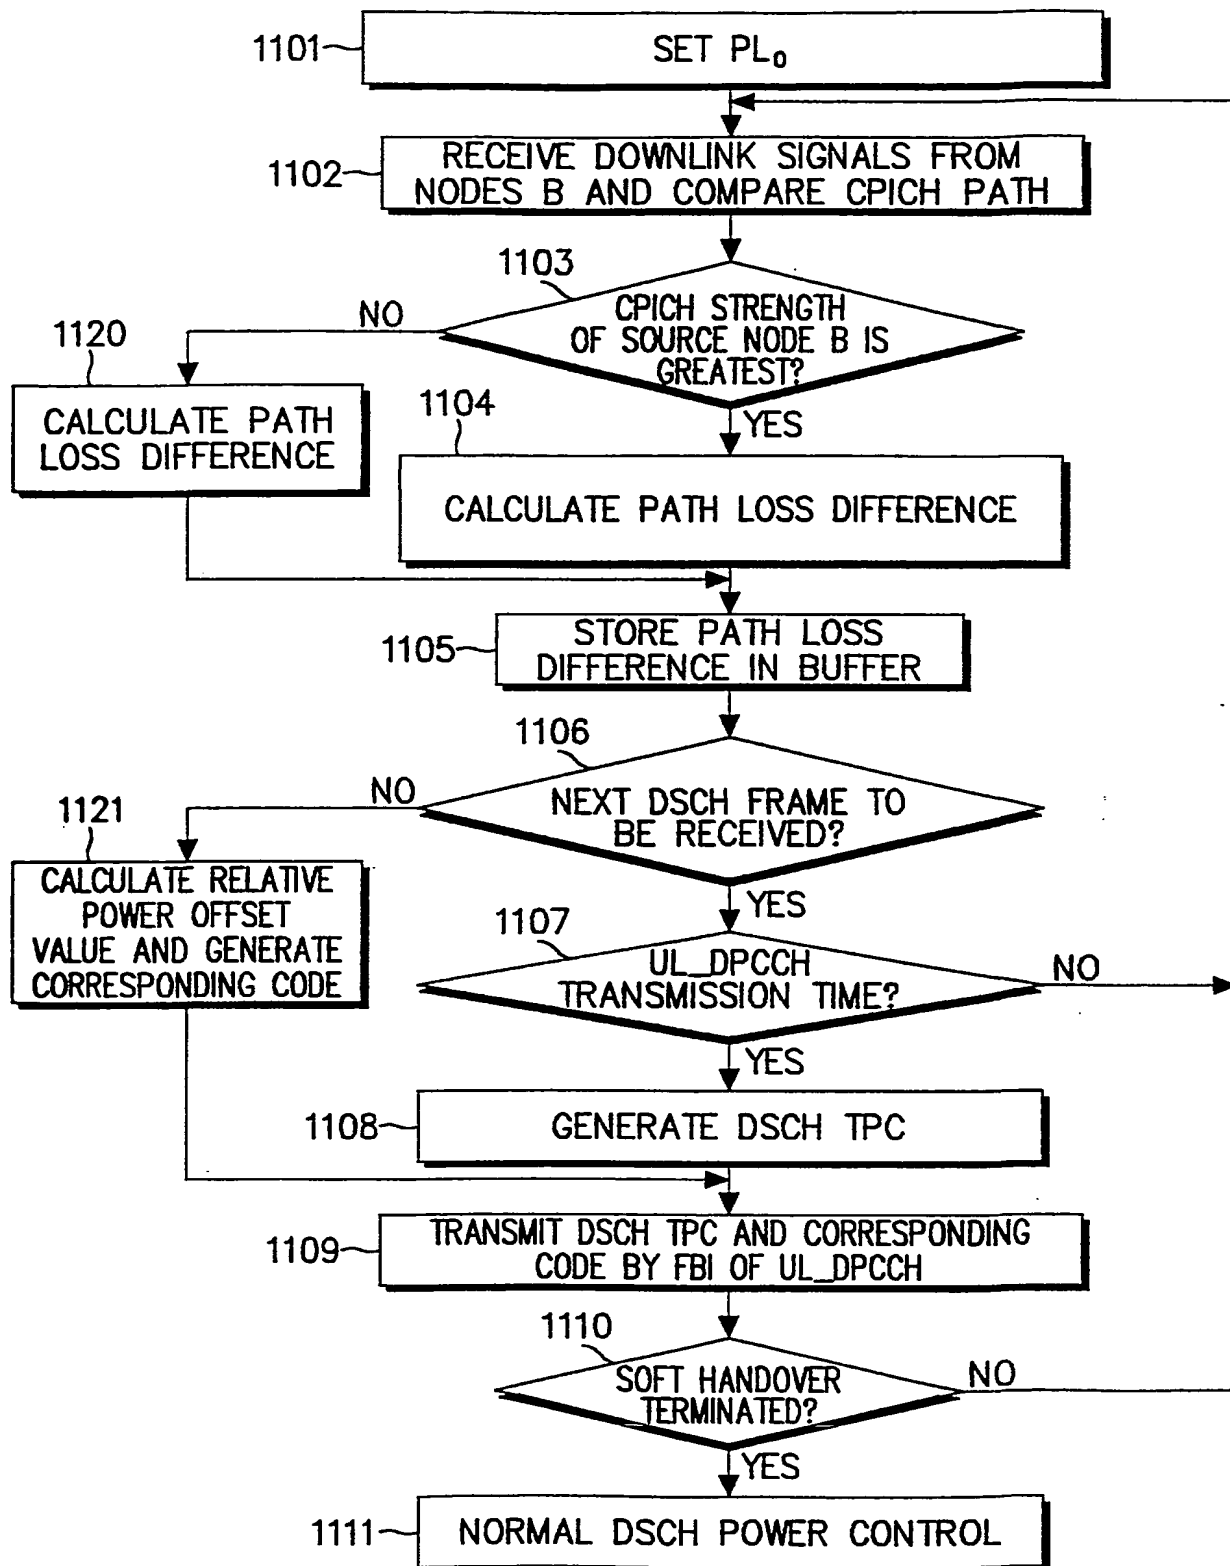 1101
SET PL₀
1102
RECEIVE DOWNLINK SIGNALS FROM
NODES B AND COMPARE CPICH PATH
1103
CPICH STRENGTH
OF SOURCE NODE B IS
GREATEST?
NO
YES
1120
CALCULATE PATH
LOSS DIFFERENCE
1104
CALCULATE PATH LOSS DIFFERENCE
1105
STORE PATH LOSS
DIFFERENCE IN BUFFER
1106
NEXT DSCH FRAME TO
BE RECEIVED?
NO
YES
1121
CALCULATE RELATIVE
POWER OFFSET
VALUE AND GENERATE
CORRESPONDING CODE
1107
UL_DPCCH
TRANSMISSION TIME?
NO
YES
1108
GENERATE DSCH TPC
1109
TRANSMIT DSCH TPC AND CORRESPONDING
CODE BY FBI OF UL_DPCCH
1110
SOFT HANDOVER
TERMINATED?
NO
YES
1111
NORMAL DSCH POWER CONTROL